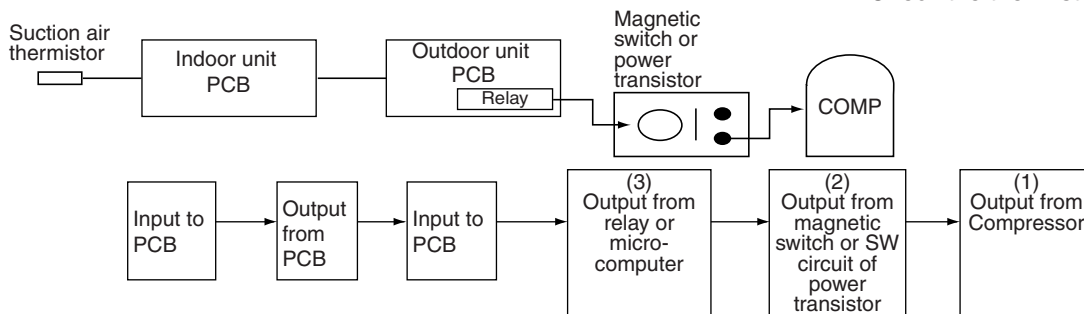 Suction air
thermistor
Indoor unit
PCB
Outdoor unit
PCB
Relay
Magnetic
switch or
power
transistor
COMP
Input to
PCB
Output
from
PCB
Input to
PCB
(3)
Output from
relay or
micro-
computer
(2)
Output from
magnetic
switch or SW
circuit of
power
transistor
(1)
Output from
Compressor